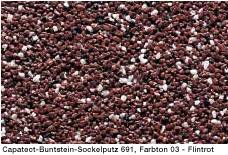 Capatect-Buntstein-Sockelputz 691, Farbton 03 - Flintrot